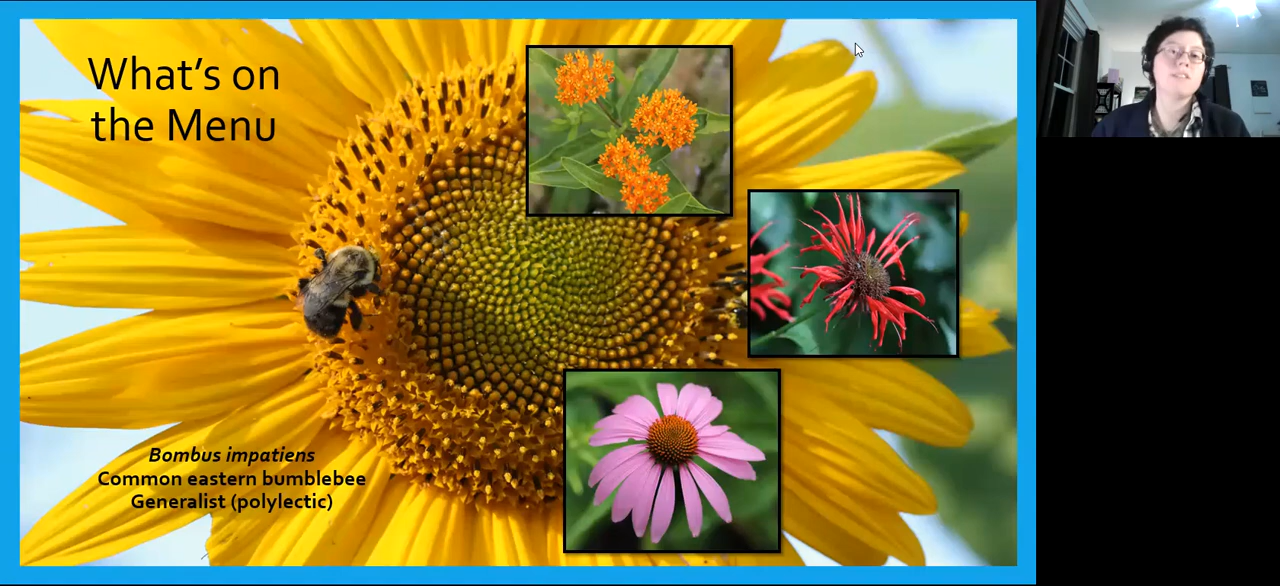 What's on
the Menu
Bombus impatiens
Common eastern bumblebee
Generalist (polylectic)